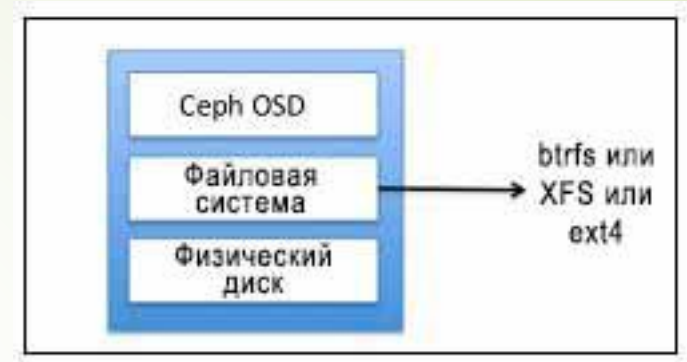 Ceph OSD
Файловая
система
Физический
диск
btrfs или
XFS или
ext4